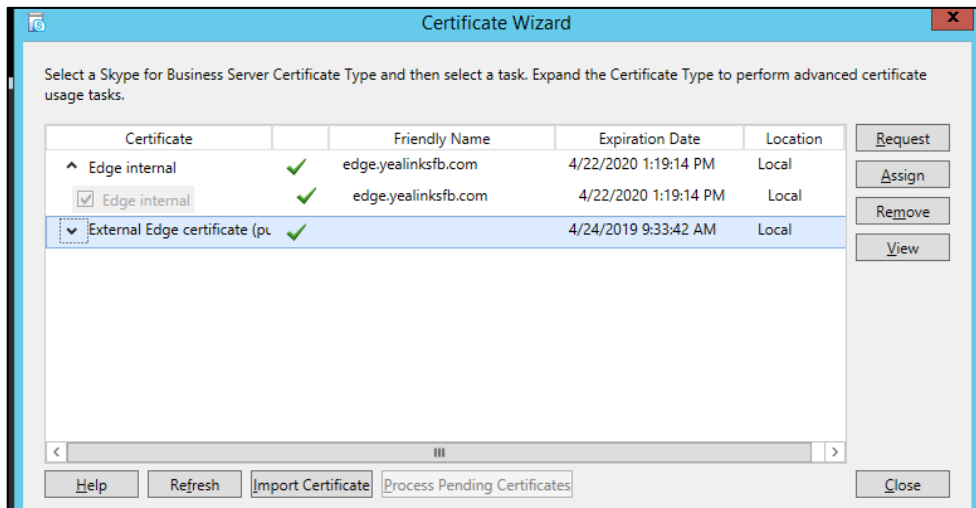 Certificate Wizard
x
Select a Skype for Business Server Certificate Type and then select a task. Expand the Certificate Type to perform advanced certificate
usage tasks.
Certificate Friendly Name Expiration Date Location
Edge internal edge.yealinksfb.com 4/22/2020 1:19:14 PM Local
Edge internal edge.yealinksfb.com 4/22/2020 1:19:14 PM Local
External Edge certificate (pu 4/24/2019 9:33:42 AM Local
Request
Assign
Remove
View
Help Refresh Import Certificate Process Pending Certificates Close